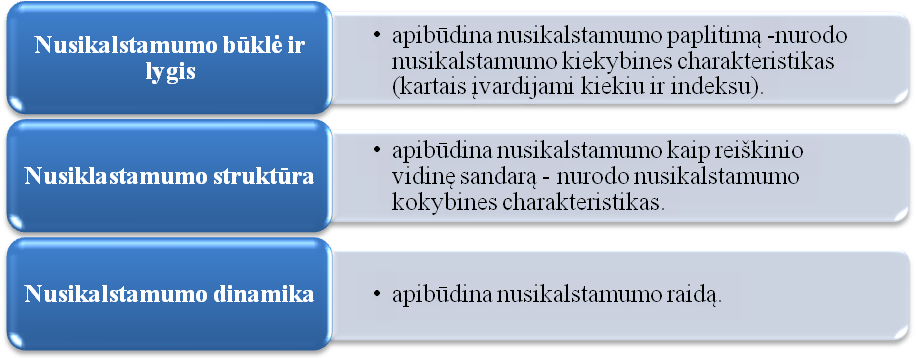 Nusikalstamumo būklė ir
lygis
• apibūdina nusikalstamumo paplitimą -nurodo
nusikalstamumo kiekybines charakteristikas
(kartais įvardijami kiekiu ir indeksu).
Nusiklastamumo struktūra
• apibūdina nusikalstamumo kaip reiškinio
vidinę sandarą - nurodo nusikalstamumo
kokybines charakteristikas.
Nusikalstamumo dinamika
• apibūdina nusikalstamumo raidą.